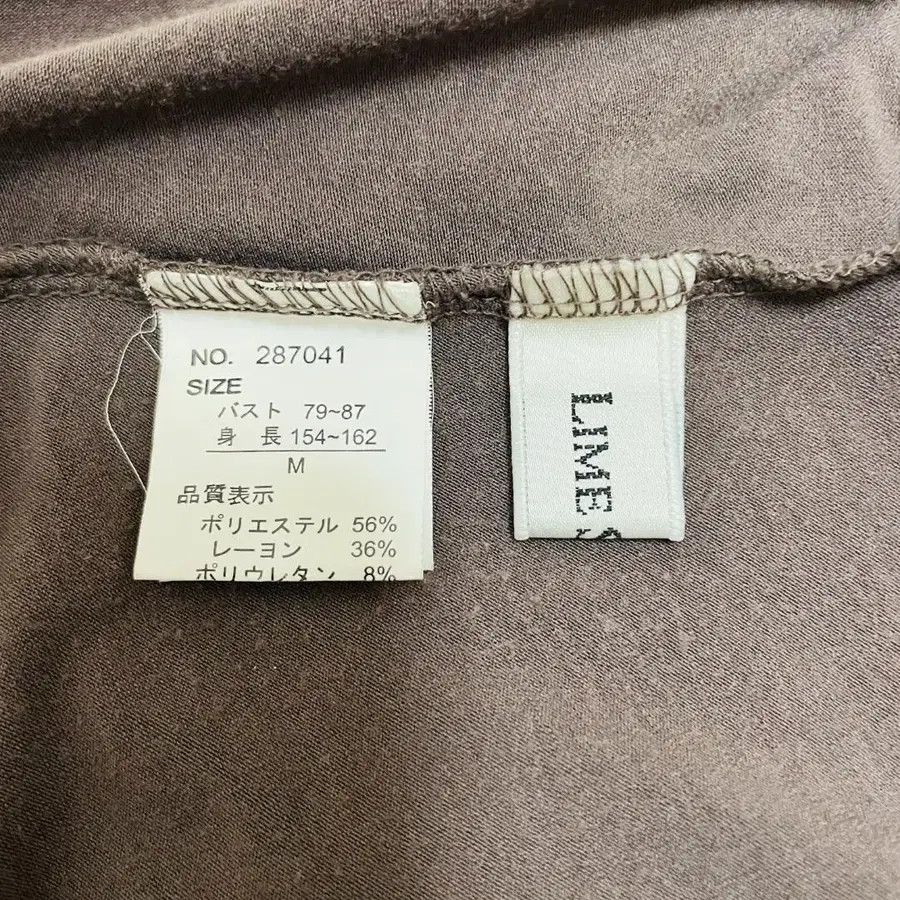 NO. 287041
SIZE
バスト 79~87
身 長 154~162
M
品質表示
ポリエステル 56%
レーヨン 36%
ポリウレタン 8%
LIME